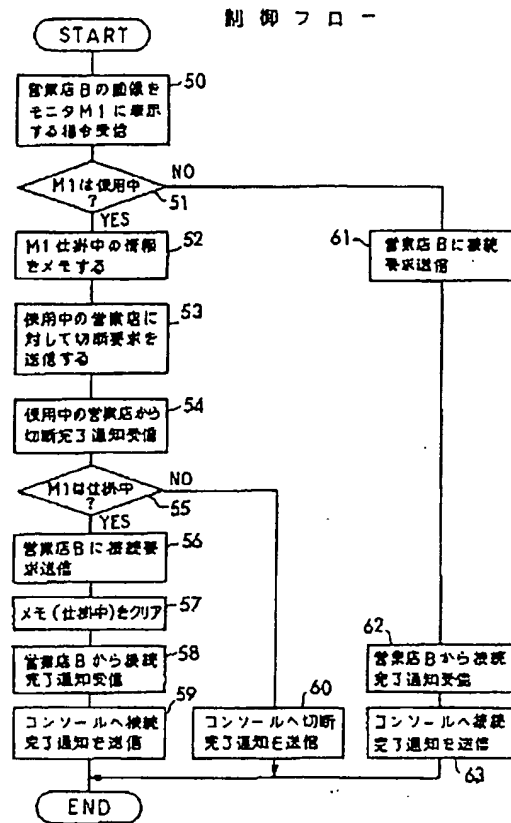 制御フロー
START
50
営業店Bの画像を
モニタM1に表示
する指令受信
M1は使用中
?
51
NO
YES
52
M1仕掛中の情報
をメモする
61
営業店Bに接続
要求送信
53
使用中の営業店に
対して切断要求を
送信する
54
使用中の営業店から
切断完了通知受信
M1は仕掛中
?
55
NO
YES
56
営業店Bに接続要
求送信
57
メモ(仕掛中)をクリア
58
営業店Bから接続
完了通知受信
62
営業店Bから接続
完了通知受信
59
コンソールへ接続
完了通知を送信
60
コンソールへ切断
完了通知を送信
コンソールへ接続
完了通知を送信
63
END